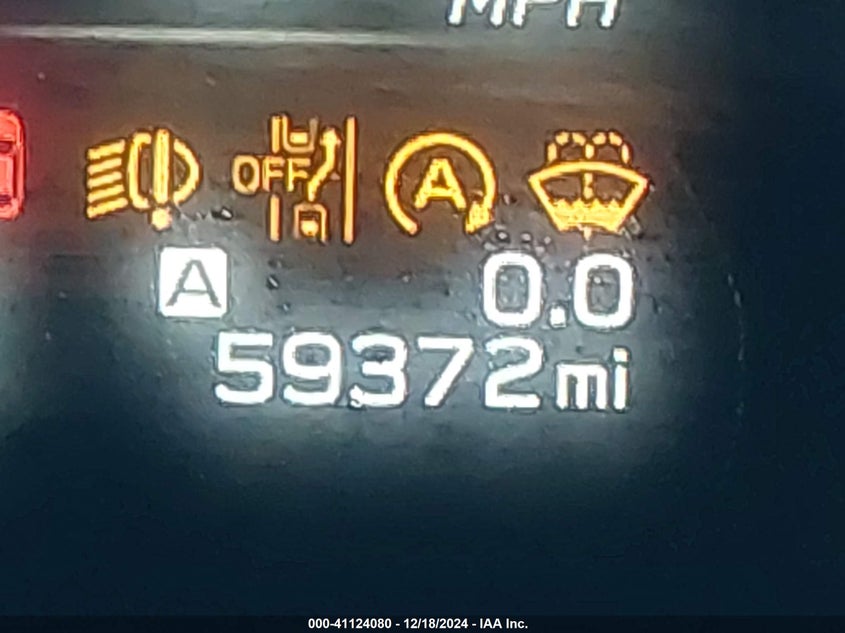 MPH
OFF A
A 0.0
59372mi
000-41124080 - 12/18/2024 - IAA Inc.